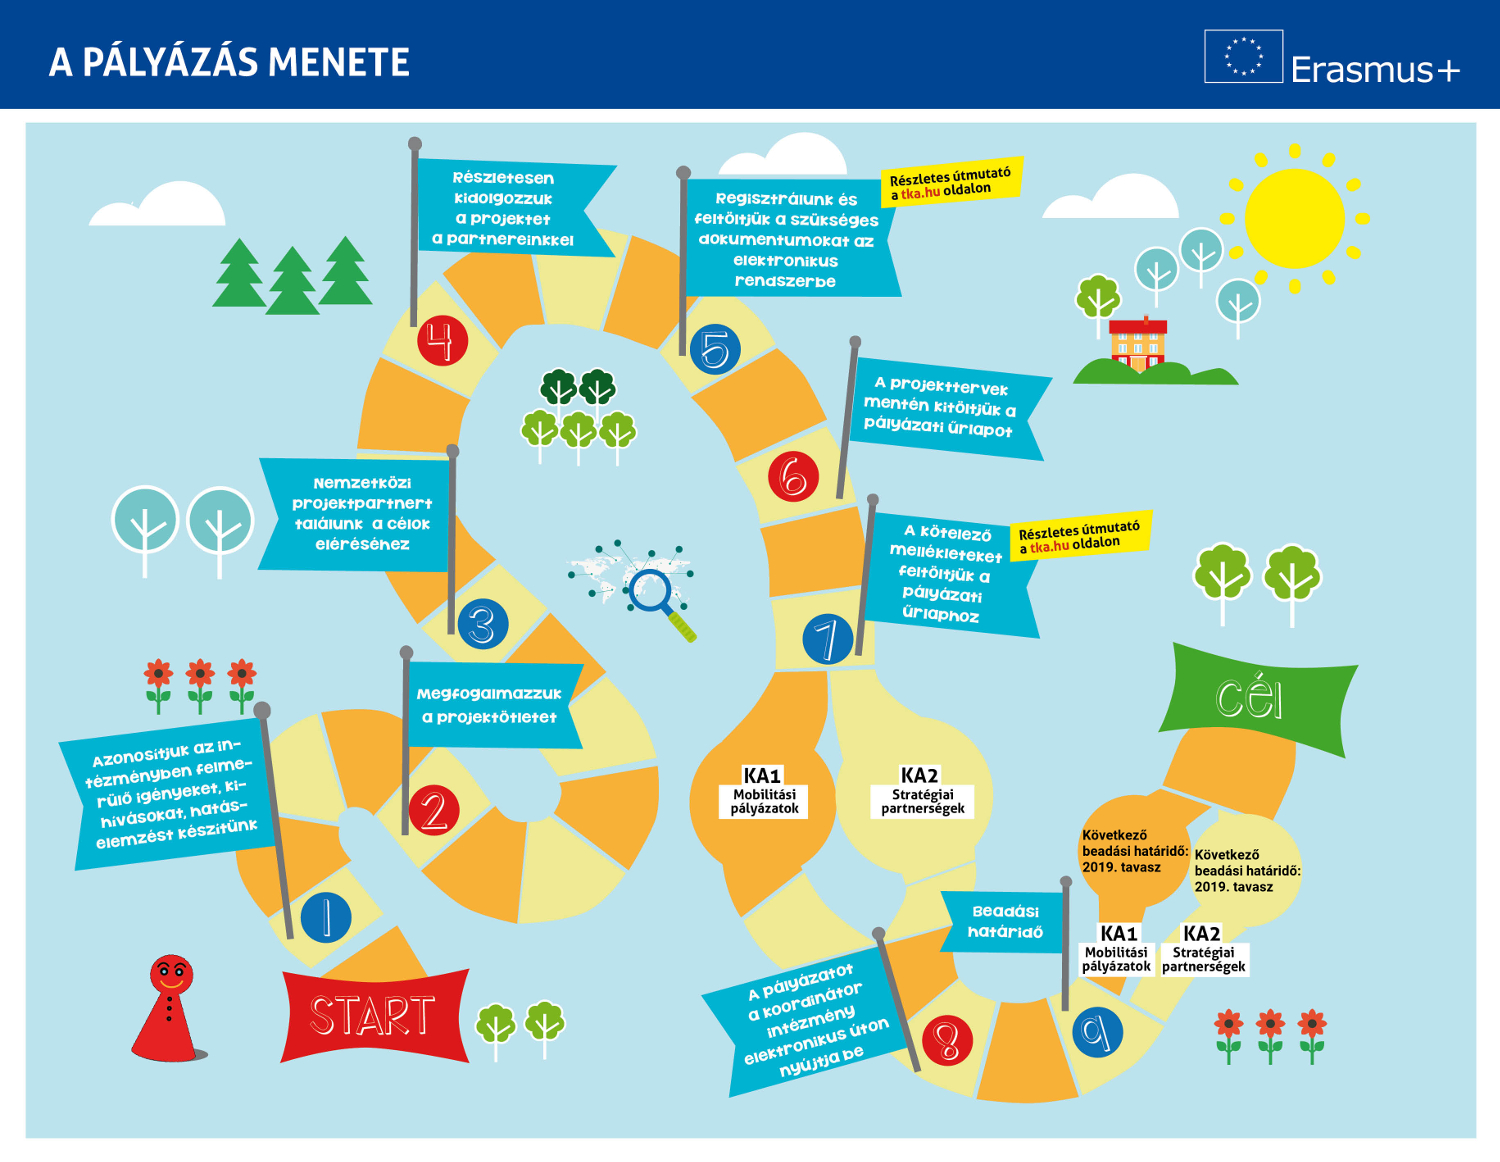 A PÁLYÁZÁS MENETE
Erasmus+
START
1
Azonosítjuk az in-
tézményben felme-
rülő igényeket, ki-
hívásokat, hatás-
elemzést készítünk
2
Megfogalmazzuk
a projektötletet
3
Nemzetközi
projektpartnert
találunk a célok
eléréséhez
4
Részletesen
kidolgozzuk
a projektet
a partnereinkkel
5
Regisztrálunk és
feltöltjük a szükséges
dokumentumokat az
elektronikus
rendszerbe
Részletes útmutató
a tka.hu oldalon
6
A projekttervek
mentén kitöltjük a
pályázati űrlapot
7
A kötelező
mellékleteket
feltöltjük a
pályázati
űrlaphoz
Részletes útmutató
a tka.hu oldalon
KA1
Mobilitási
pályázatok
KA2
Stratégiai
partnerségek
8
A pályázatot
a koordinátor
intézmény
elektronikus úton
nyújtja be
9
Beadási
határidő
KA1
Mobilitási
pályázatok
KA2
Stratégiai
partnerségek
Következő
beadási határidő:
2019. tavasz
Következő
beadási határidő:
2019. tavasz
CÉl